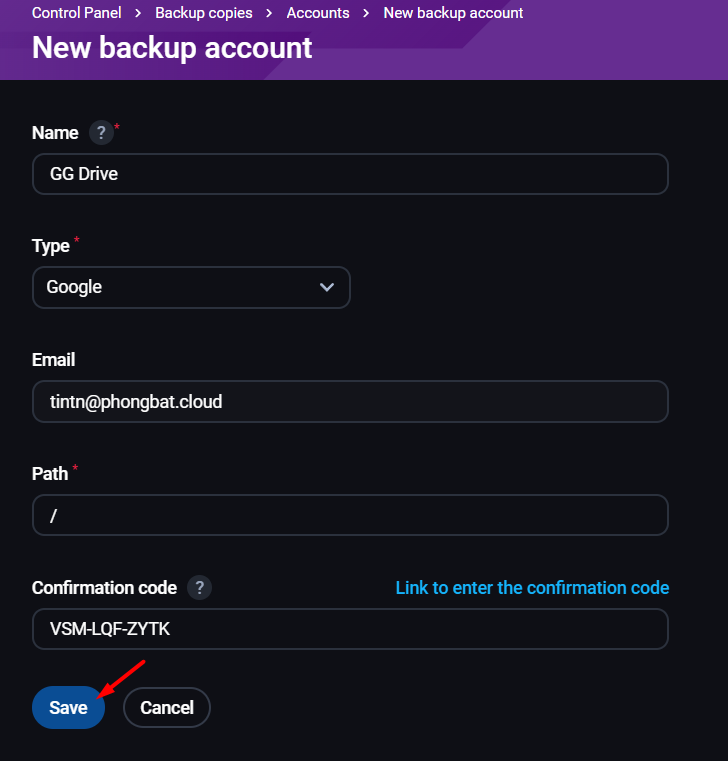 Control Panel > Backup copies > Accounts > New backup account
New backup account
Name ? *
GG Drive
Type *
Google
Email
tintn@phongbat.cloud
Path *
/
Confirmation code ? Link to enter the confirmation code
VSM-LQF-ZYTK
Save Cancel